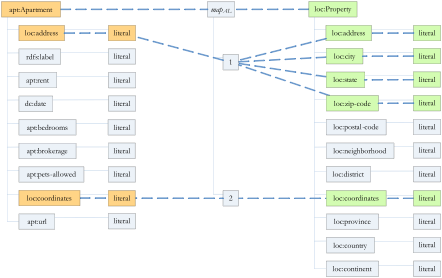 apt:Apartment map.ct. loc:Property
loc:address literal loc:address literal
rdfs:label literal 1 loc:city literal
apt:rent literal loc:state literal
dc:date literal loc:zip-code literal
apt:bedrooms literal loc:postal-code literal
apt:brokerage literal loc:neighborhood literal
apt:pets-allowed literal loc:district literal
loc:coordinates literal 2 loc:coordinates literal
apt:url literal loc:province literal
loc:country literal
loc:continent literal